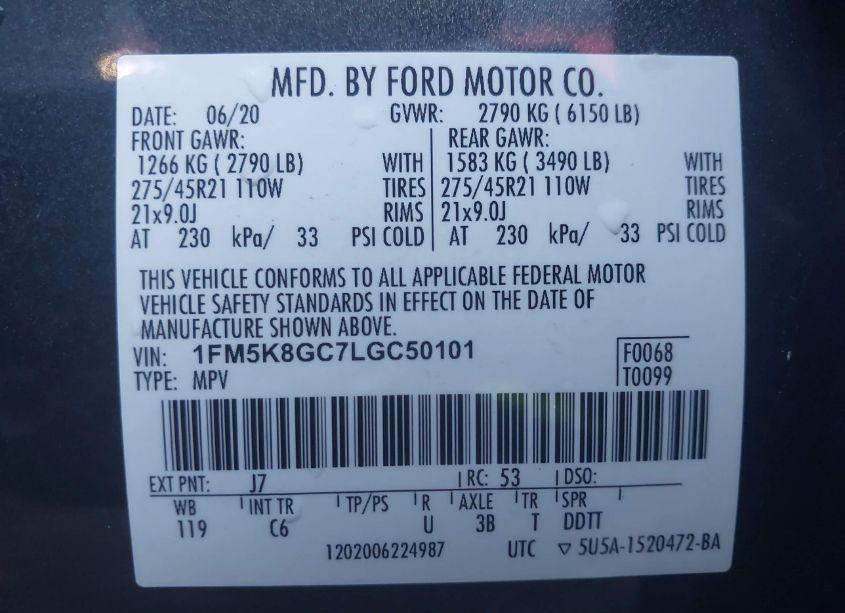 MFD. BY FORD MOTOR CO.
DATE: 06/20 GVWR: 2790 KG ( 6150 LB)
FRONT GAWR: REAR GAWR:
1266 KG ( 2790 LB) WITH 1583 KG ( 3490 LB) WITH
275/45R21 110W TIRES 275/45R21 110W TIRES
21x9.0J RIMS 21x9.0J RIMS
AT 230 kPa/ 33 PSI COLD AT 230 kPa/ 33 PSI COLD
THIS VEHICLE CONFORMS TO ALL APPLICABLE FEDERAL MOTOR
VEHICLE SAFETY STANDARDS IN EFFECT ON THE DATE OF
MANUFACTURE SHOWN ABOVE.
VIN: 1FM5K8GC7LGC50101 F0068
TYPE: MPV T0099
EXT PNT: J7 RC: 53 DSO:
WB INT TR TP/PS R AXLE TR SPR
119 C6 U 3B T DDTT
1202006224987 UTC ▽ 5U5A-1520472-BA